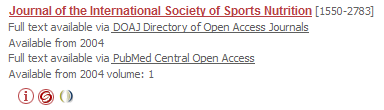 Journal of the International Society of Sports Nutrition [1550-2783]
Full text available via DOAJ Directory of Open Access Journals
Available from 2004
Full text available via PubMed Central Open Access
Available from 2004 volume: 1